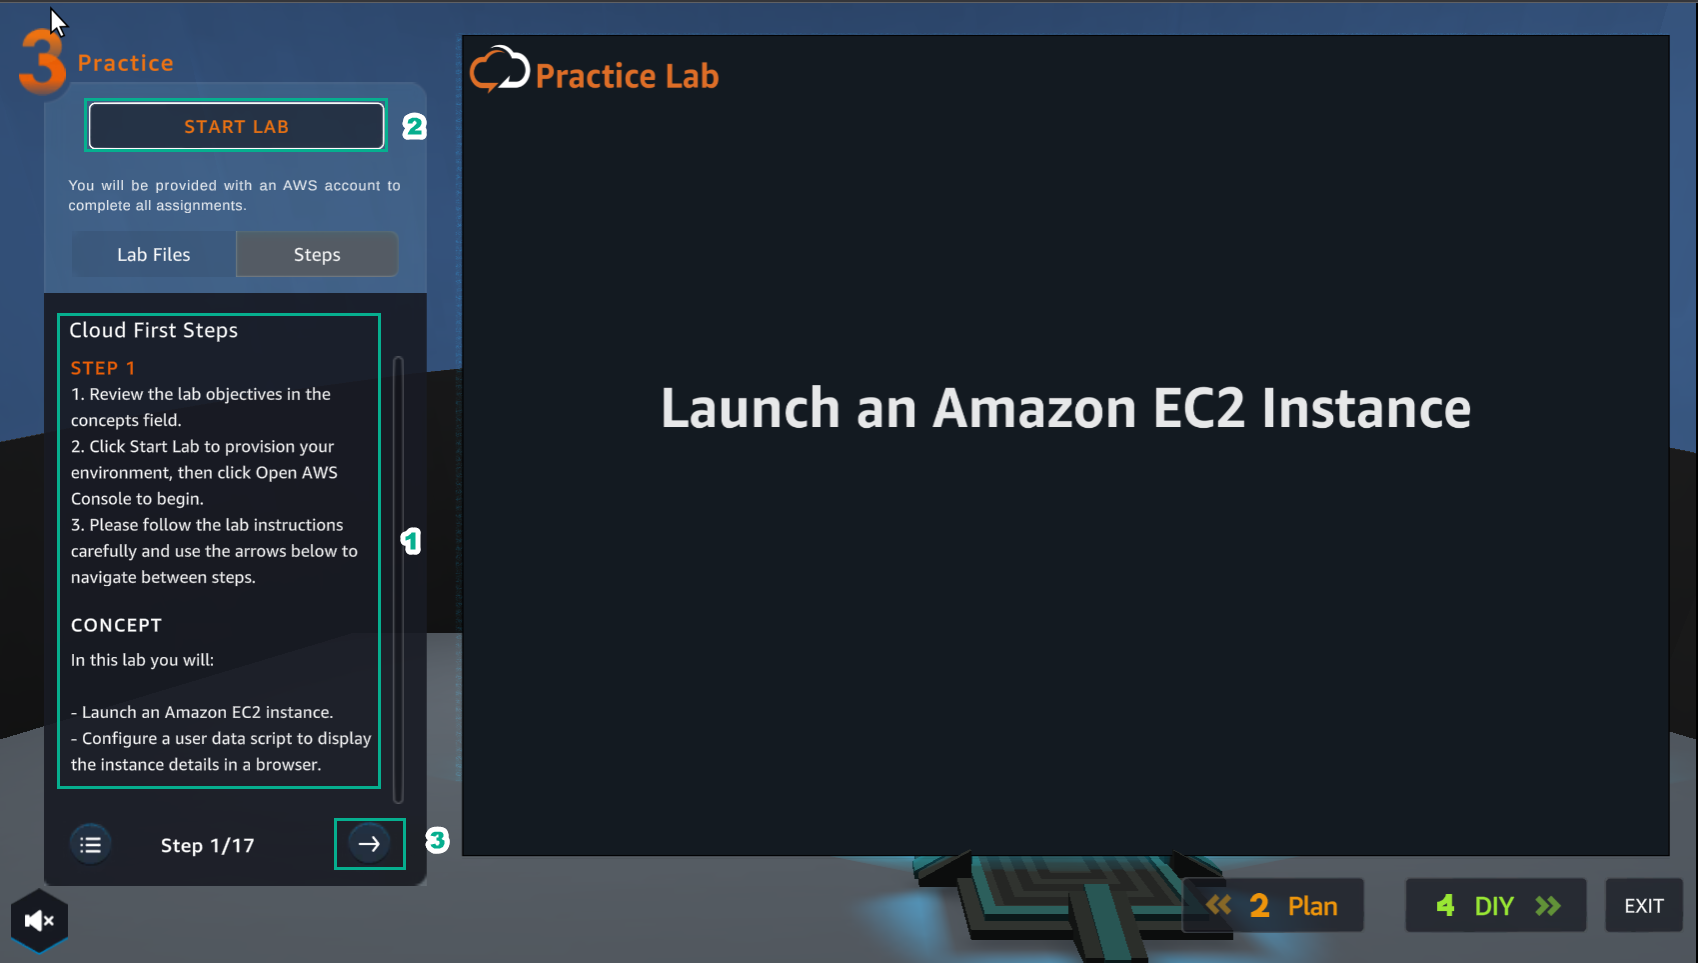 3 Practice
START LAB
2
You will be provided with an AWS account to
complete all assignments.
Lab Files
Steps
Cloud First Steps
STEP 1
1. Review the lab objectives in the
concepts field.
2. Click Start Lab to provision your
environment, then click Open AWS
Console to begin.
3. Please follow the lab instructions
carefully and use the arrows below to
navigate between steps.
1
CONCEPT
In this lab you will:
- Launch an Amazon EC2 instance.
- Configure a user data script to display
the instance details in a browser.
Step 1/17
3
Practice Lab
Launch an Amazon EC2 Instance
2 Plan
4 DIY
EXIT